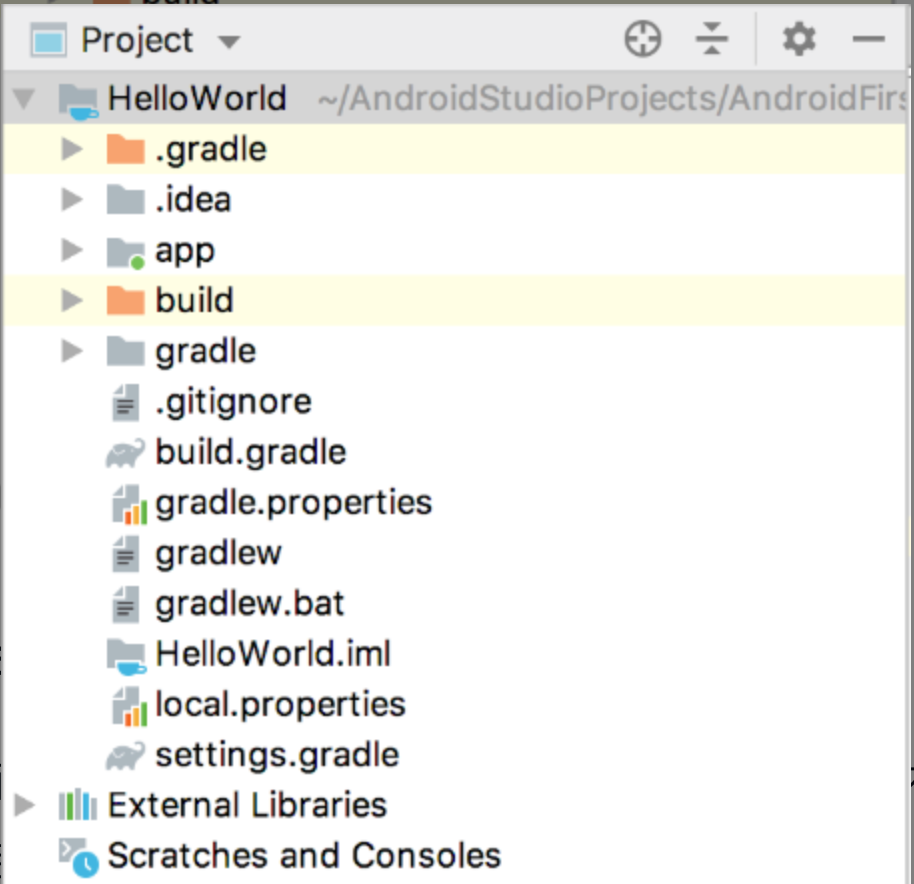 Project
HelloWorld ~/AndroidStudioProjects/AndroidFirs
.gradle
.idea
app
build
gradle
.gitignore
build.gradle
gradle.properties
gradlew
gradlew.bat
HelloWorld.iml
local.properties
settings.gradle
External Libraries
Scratches and Consoles